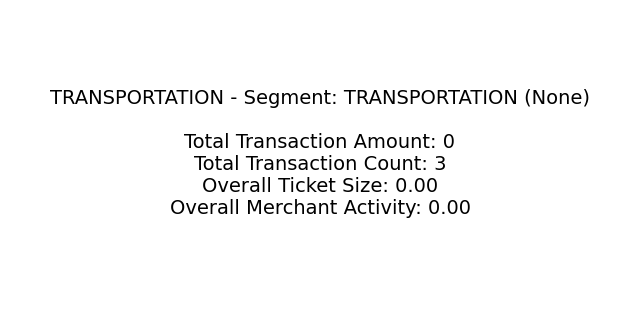 TRANSPORTATION - Segment: TRANSPORTATION (None)
Total Transaction Amount: 0
Total Transaction Count: 3
Overall Ticket Size: 0.00
Overall Merchant Activity: 0.00